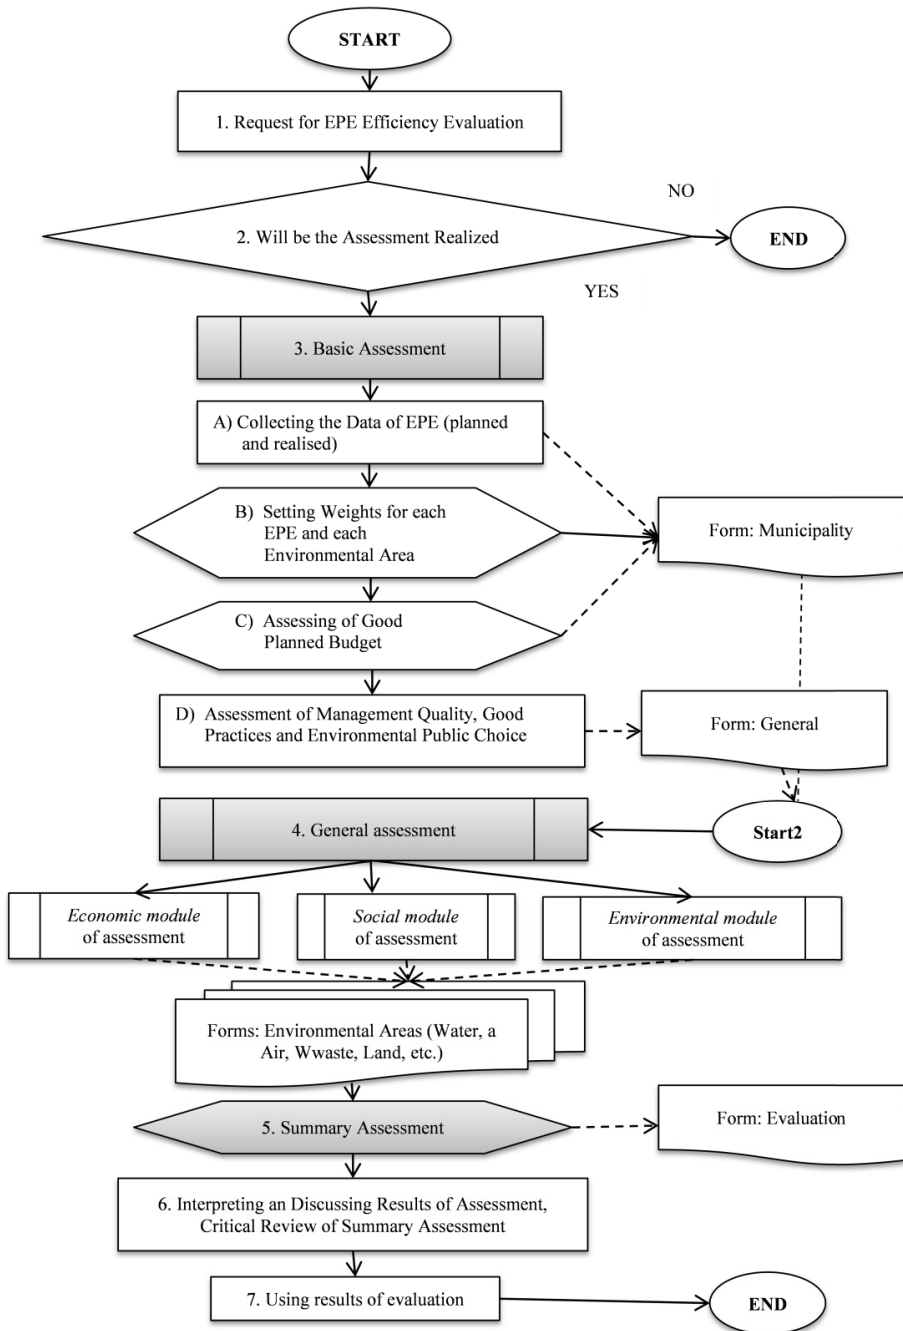 START
1. Request for EPE Efficiency Evaluation
NO
2. Will be the Assessment Realized
END
YES
3. Basic Assessment
A) Collecting the Data of EPE (planned
and realised)
B) Setting Weights for each
EPE and each
Environmental Area
Form: Municipality
C) Assessing of Good
Planned Budget
D) Assessment of Management Quality, Good
Practices and Environmental Public Choice
Form: General
4. General assessment
Start2
Economic module
of assessment
Social module
of assessment
Environmental module
of assessment
Forms: Environmental Areas (Water, a
Air, Wwaste, Land, etc.)
5. Summary Assessment
Form: Evaluation
6. Interpreting an Discussing Results of Assessment,
Critical Review of Summary Assessment
7. Using results of evaluation
END